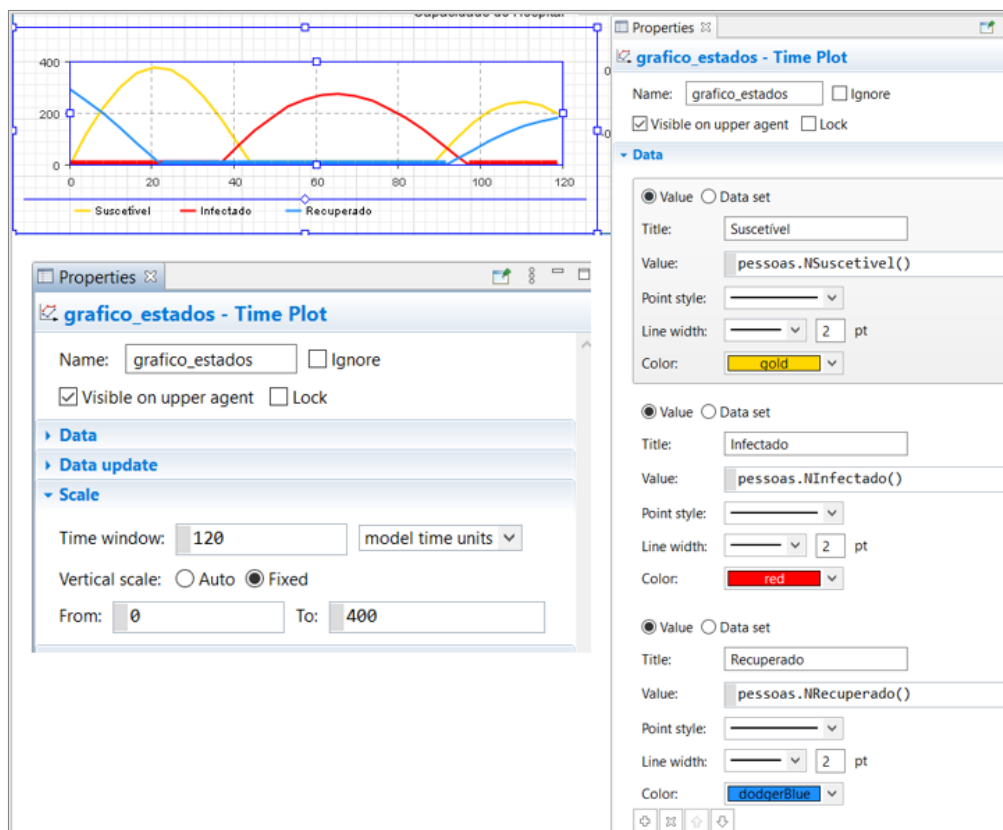 Capacidade do Hospital
400
200
0
0
20
40
60
80
100
120
Suscetível
Infectado
Recuperado
Properties
grafico_estados - Time Plot
Name:
grafico_estados
Ignore
Visible on upper agent
Lock
Data
Data update
Scale
Time window:
120
model time units
Vertical scale:
Auto
Fixed
From:
0
To:
400
Properties
grafico_estados - Time Plot
Name:
grafico_estados
Ignore
Visible on upper agent
Lock
Data
Value
Data set
Title:
Suscetível
Value:
pessoas.NSuscetivel()
Point style:
Line width:
2
pt
Color:
gold
Value
Data set
Title:
Infectado
Value:
pessoas.NInfectado()
Point style:
Line width:
2
pt
Color:
red
Value
Data set
Title:
Recuperado
Value:
pessoas.NRecuperado()
Point style:
Line width:
2
pt
Color:
dodgerBlue